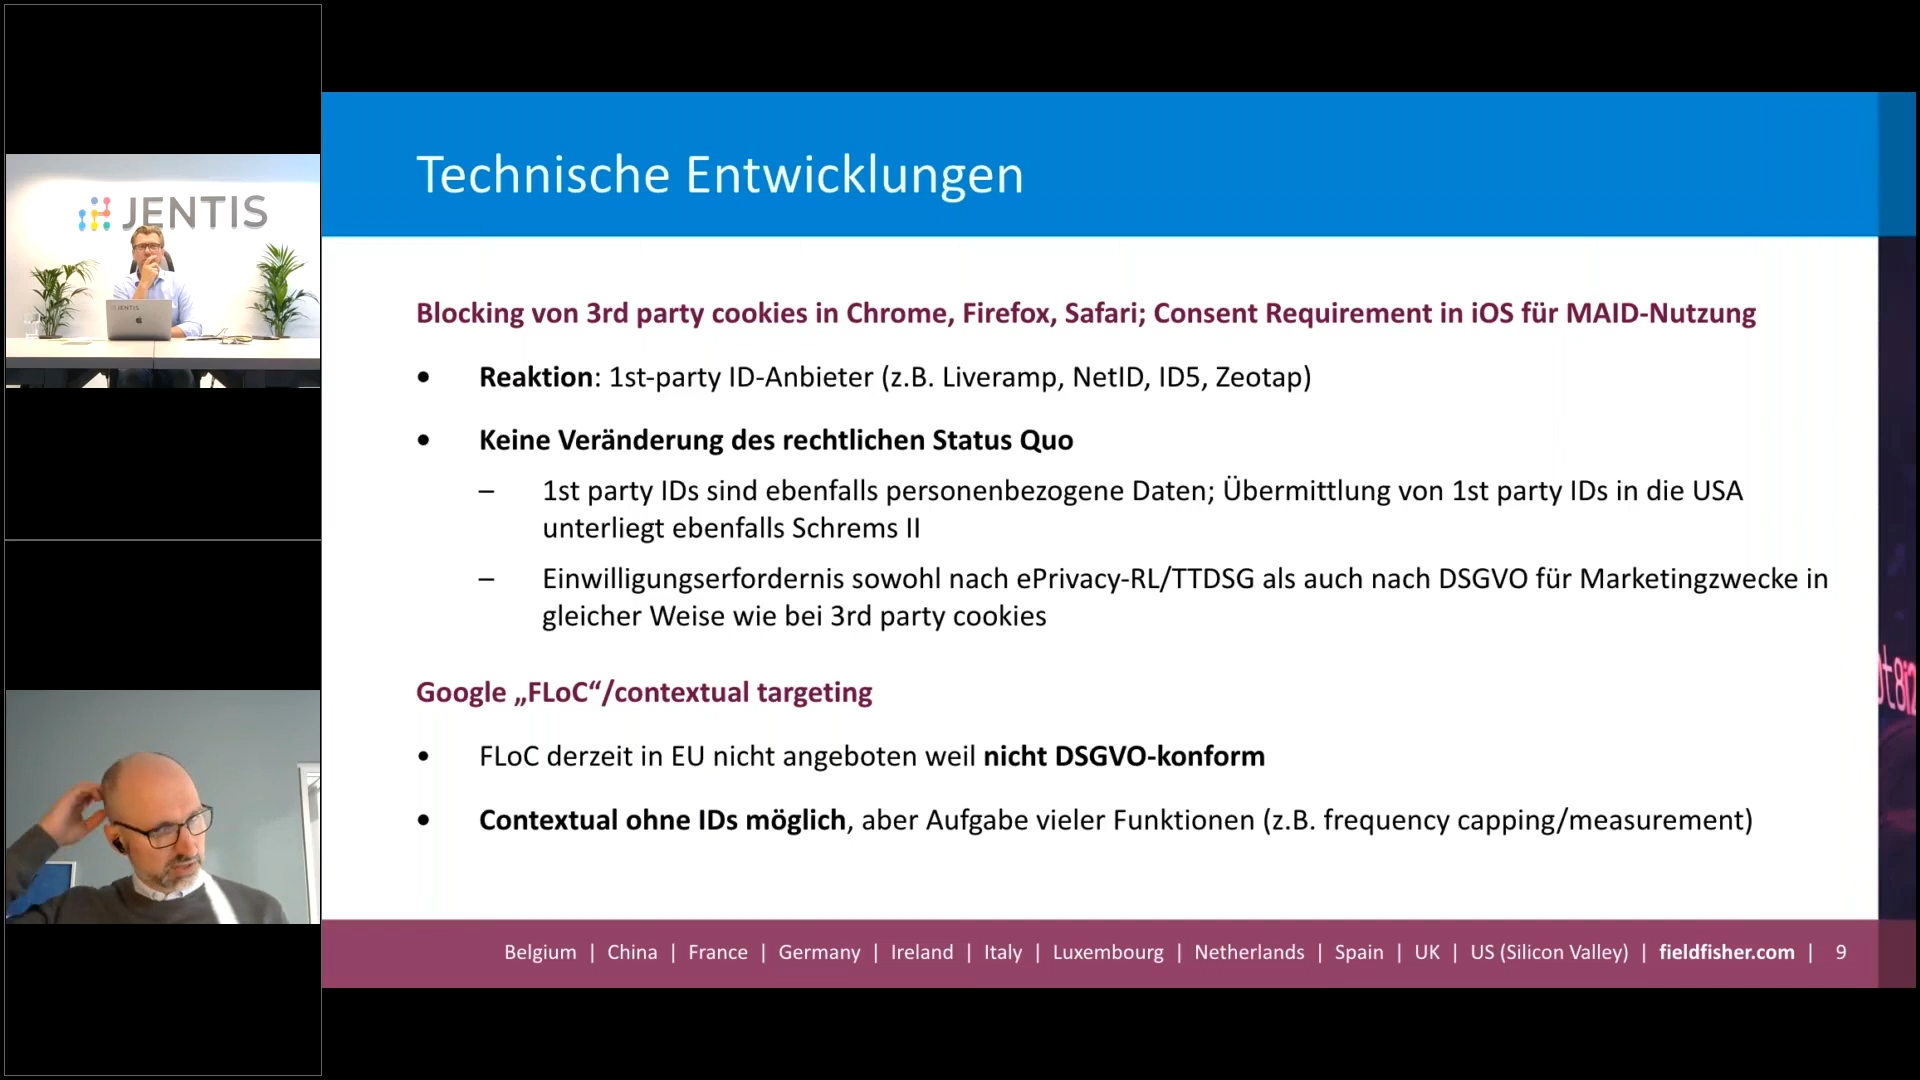 JENTIS
JENTIS
Technische Entwicklungen
Blocking von 3rd party cookies in Chrome, Firefox, Safari; Consent Requirement in iOS für MAID-Nutzung
• Reaktion: 1st-party ID-Anbieter (z.B. Liveramp, NetID, ID5, Zeotap)
• Keine Veränderung des rechtlichen Status Quo
– 1st party IDs sind ebenfalls personenbezogene Daten; Übermittlung von 1st party IDs in die USA
unterliegt ebenfalls Schrems II
– Einwilligungserfordernis sowohl nach ePrivacy-RL/TTDSG als auch nach DSGVO für Marketingzwecke in
gleicher Weise wie bei 3rd party cookies
Google „FLoC“/contextual targeting
• FLoC derzeit in EU nicht angeboten weil nicht DSGVO-konform
• Contextual ohne IDs möglich, aber Aufgabe vieler Funktionen (z.B. frequency capping/measurement)
Belgium | China | France | Germany | Ireland | Italy | Luxembourg | Netherlands | Spain | UK | US (Silicon Valley) | fieldfisher.com | 9